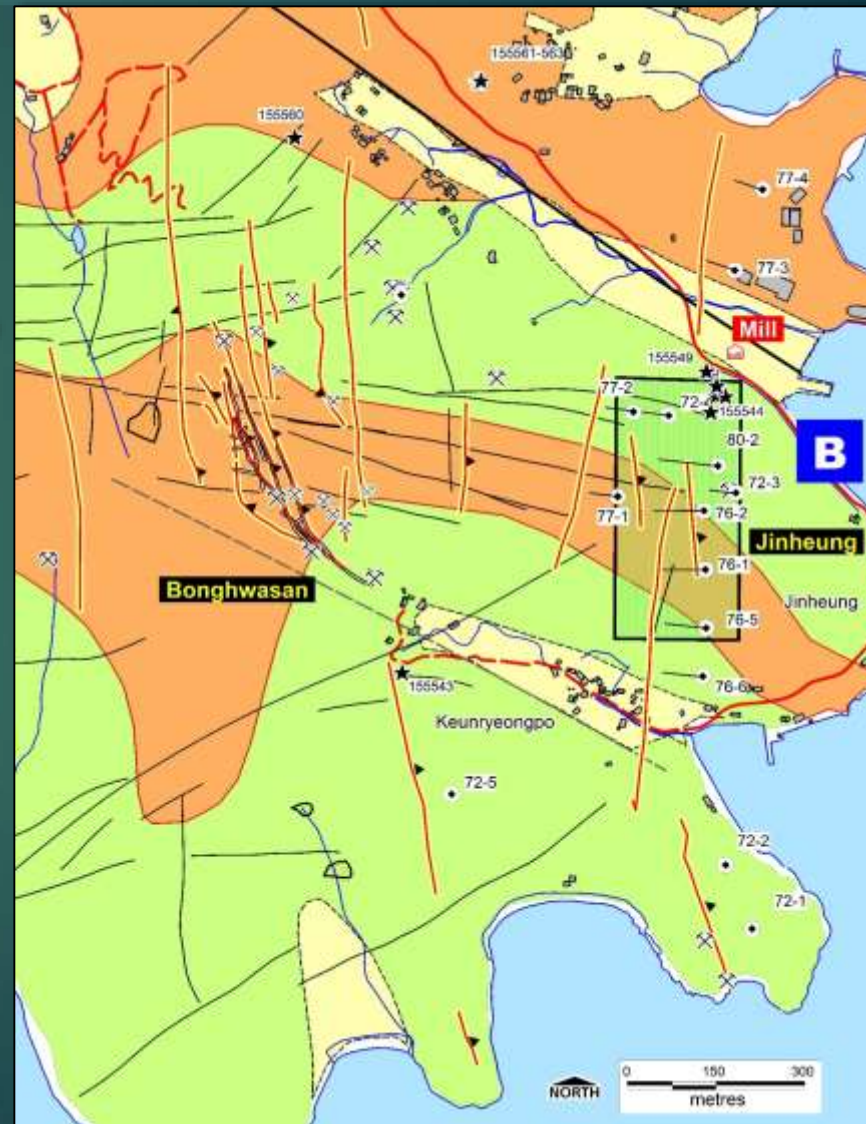 155561-563
155560
77-4
77-3
Mill
155549
77-2
72-4
155544
80-2
B
72-3
77-1
76-2
Jinheung
76-1
Bonghwasan
Jinheung
76-5
155543
76-6
Keunryeongpo
72-5
72-2
72-1
0 150 300
NORTH
metres